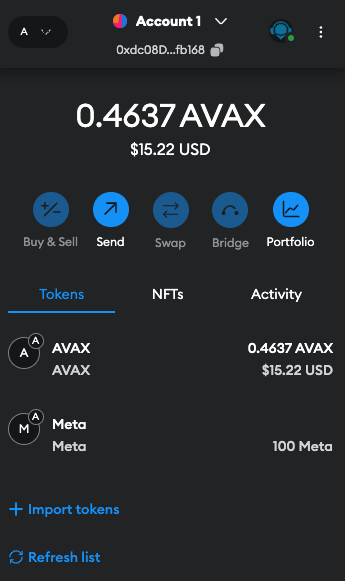 A
Account 1
0xdc08D...fb168
0.4637 AVAX
$15.22 USD
Buy & Sell
Send
Swap
Bridge
Portfolio
Tokens
NFTs
Activity
A
A
AVAX
0.4637 AVAX
AVAX
$15.22 USD
A
M
Meta
Meta
100 Meta
Import tokens
Refresh list